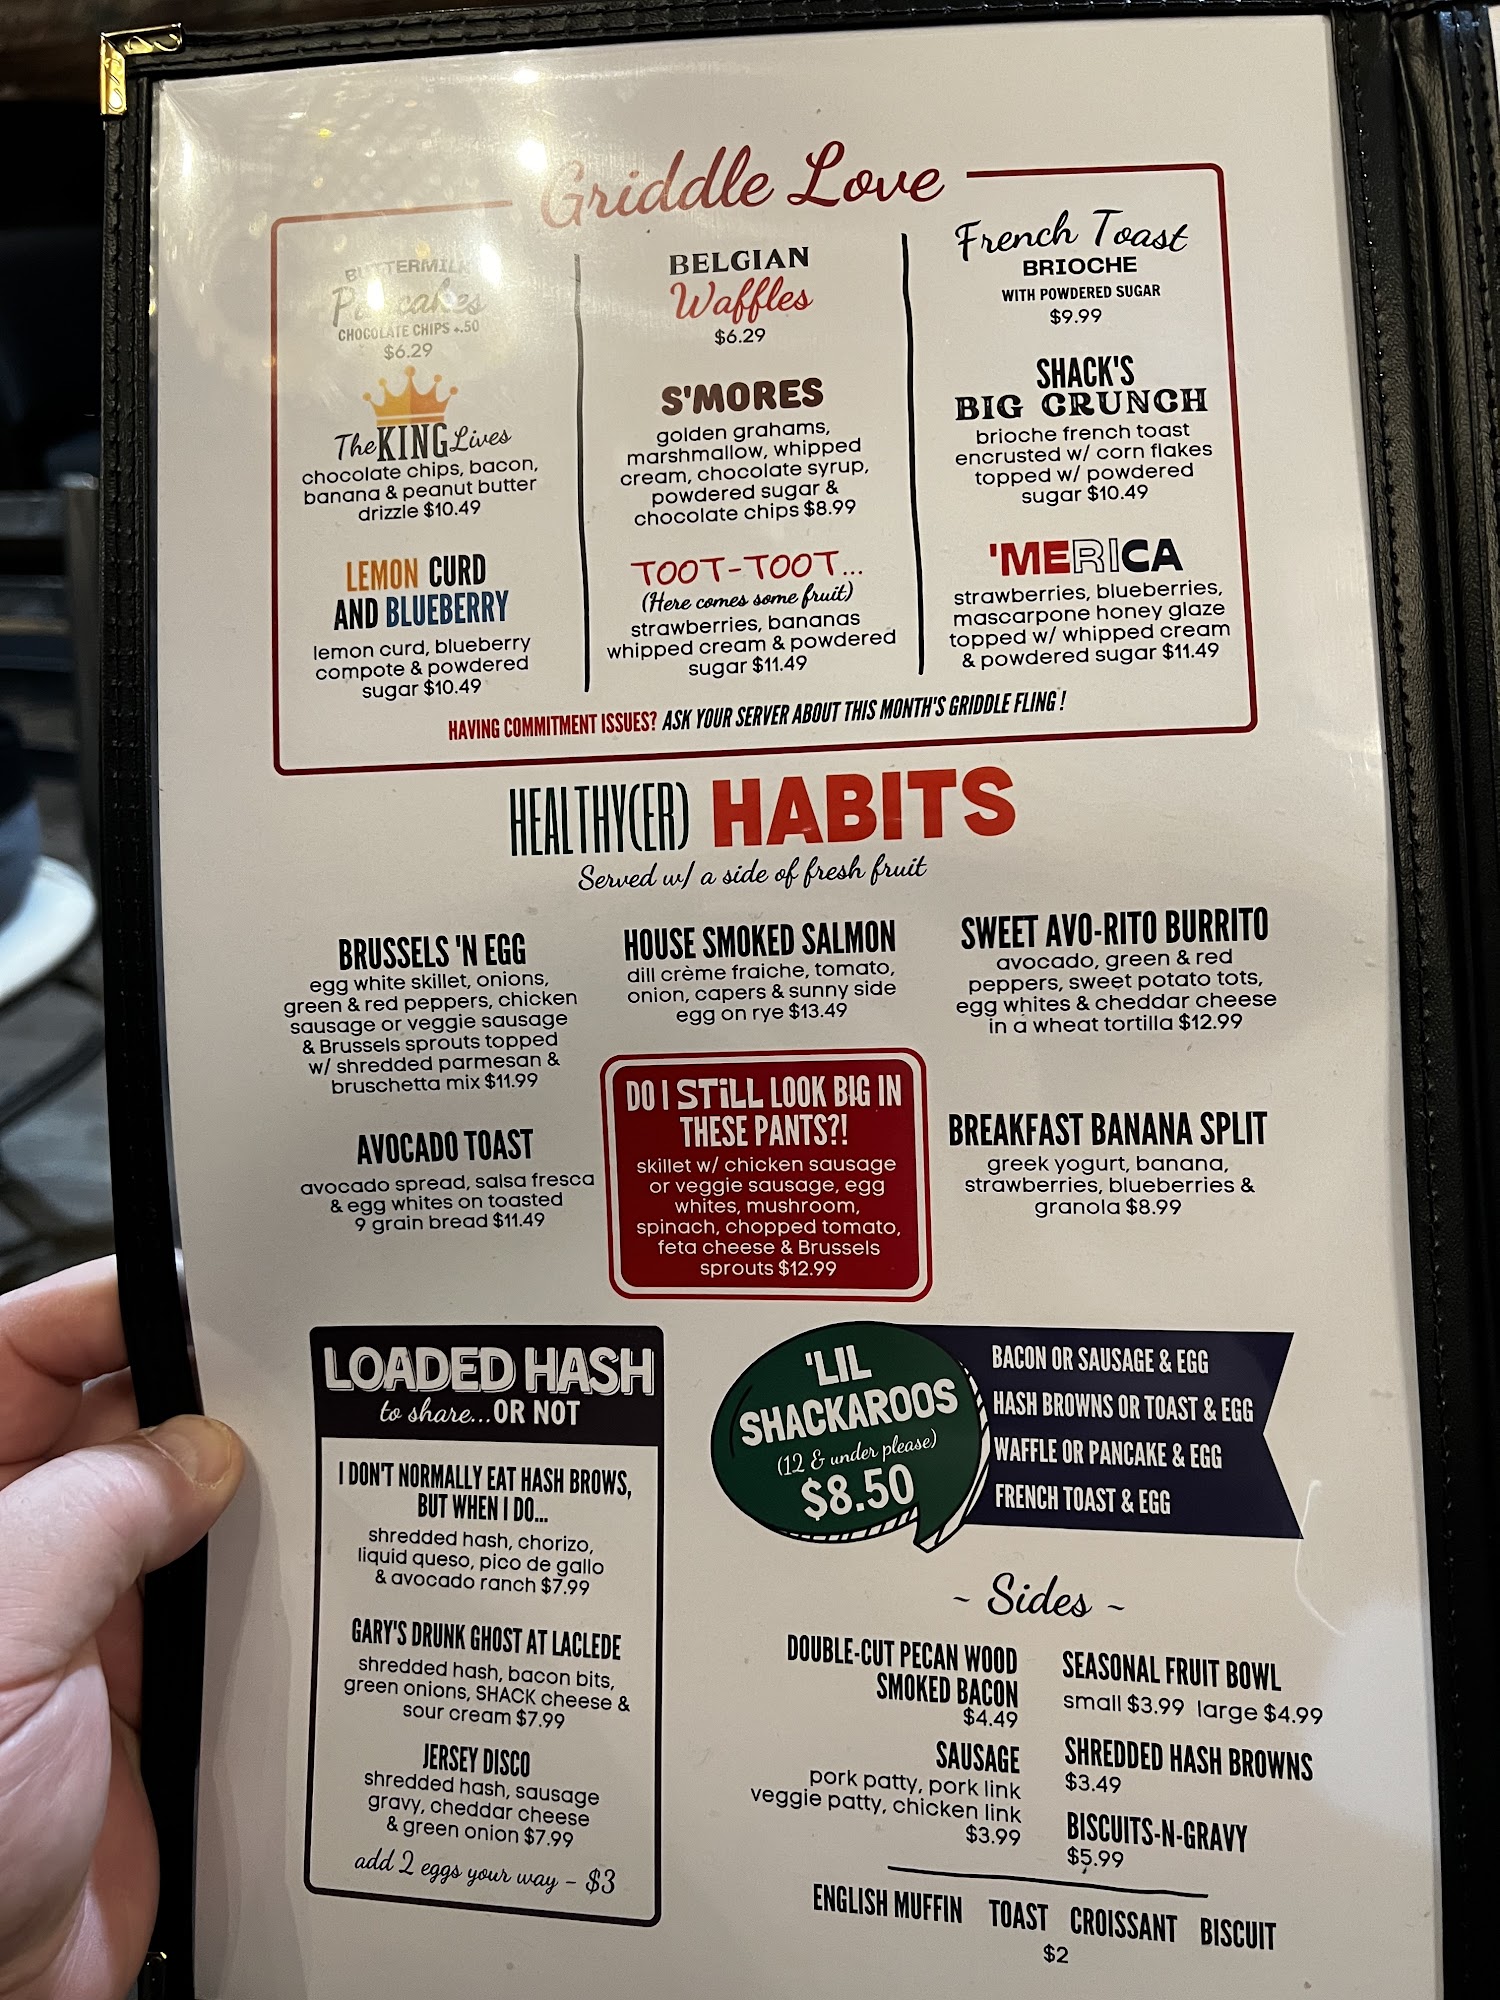 Griddle Love
BUTTERMILK
Pancakes
CHOCOLATE CHIPS +.50
$6.29
The KING Lives
chocolate chips, bacon,
banana & peanut butter
drizzle $10.49
LEMON CURD
AND BLUEBERRY
lemon curd, blueberry
compote & powdered
sugar $10.49
BELGIAN
Waffles
$6.29
S'MORES
golden grahams,
marshmallow, whipped
cream, chocolate syrup,
powdered sugar &
chocolate chips $8.99
TOOT-TOOT...
(Here comes some fruit)
strawberries, bananas
whipped cream & powdered
sugar $11.49
French Toast
BRIOCHE
WITH POWDERED SUGAR
$9.99
SHACK'S
BIG CRUNCH
brioche french toast
encrusted w/ corn flakes
topped w/ powdered
sugar $10.49
'MERICA
strawberries, blueberries,
mascarpone honey glaze
topped w/ whipped cream
& powdered sugar $11.49
HAVING COMMITMENT ISSUES? ASK YOUR SERVER ABOUT THIS MONTH'S GRIDDLE FLING!
HEALTHY(ER) HABITS
Served w/ a side of fresh fruit
BRUSSELS 'N EGG
egg white skillet, onions,
green & red peppers, chicken
sausage or veggie sausage
& Brussels sprouts topped
w/ shredded parmesan &
bruschetta mix $11.99
AVOCADO TOAST
avocado spread, salsa fresca
& egg whites on toasted
9 grain bread $11.49
HOUSE SMOKED SALMON
dill crème fraiche, tomato,
onion, capers & sunny side
egg on rye $13.49
DO I STiLL LOOK BIG IN
THESE PANTS?!
skillet w/ chicken sausage
or veggie sausage, egg
whites, mushroom,
spinach, chopped tomato,
feta cheese & Brussels
sprouts $12.99
SWEET AVO-RITO BURRITO
avocado, green & red
peppers, sweet potato tots,
egg whites & cheddar cheese
in a wheat tortilla $12.99
BREAKFAST BANANA SPLIT
greek yogurt, banana,
strawberries, blueberries &
granola $8.99
LOADED HASH
to share...OR NOT
I DON'T NORMALLY EAT HASH BROWS,
BUT WHEN I DO...
shredded hash, chorizo,
liquid queso, pico de gallo
& avocado ranch $7.99
GARY'S DRUNK GHOST AT LACLEDE
shredded hash, bacon bits,
green onions, SHACK cheese &
sour cream $7.99
JERSEY DISCO
shredded hash, sausage
gravy, cheddar cheese
& green onion $7.99
add 2 eggs your way - $3
'LIL
SHACKAROOS
(12 & under please)
$8.50
BACON OR SAUSAGE & EGG
HASH BROWNS OR TOAST & EGG
WAFFLE OR PANCAKE & EGG
FRENCH TOAST & EGG
~ Sides ~
DOUBLE-CUT PECAN WOOD
SMOKED BACON
$4.49
SAUSAGE
pork patty, pork link
veggie patty, chicken link
$3.99
SEASONAL FRUIT BOWL
small $3.99 large $4.99
SHREDDED HASH BROWNS
$3.49
BISCUITS-N-GRAVY
$5.99
ENGLISH MUFFIN TOAST CROISSANT BISCUIT
$2